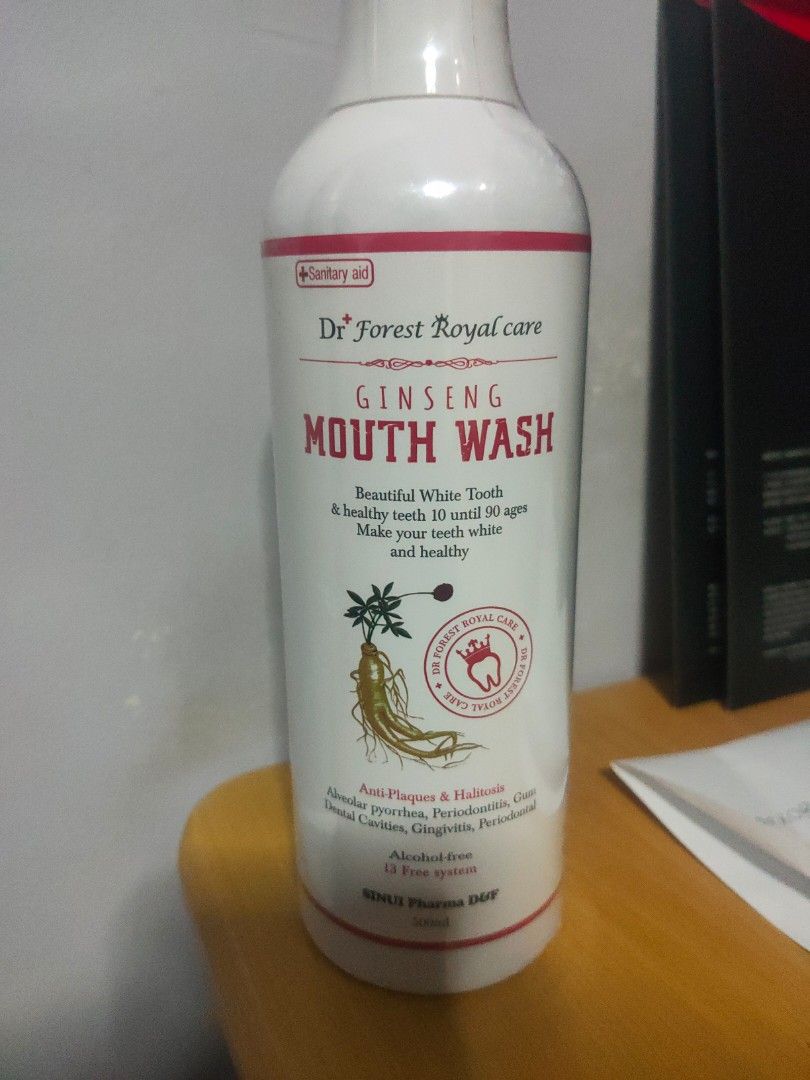 +Sanitary aid
Dr+ Forest Royal care
GINSENG
MOUTH WASH
Beautiful White Tooth
& healthy teeth 10 until 90 ages
Make your teeth white
and healthy
DR FOREST ROYAL CARE + DR FOREST ROYAL CARE +
Anti-Plaques & Halitosis
Alveolar pyorrhea, Periodontitis, Gum
Dental Cavities, Gingivitis, Periodontal
Alcohol-free
13 Free system
SINUI Pharma D&F
500ml